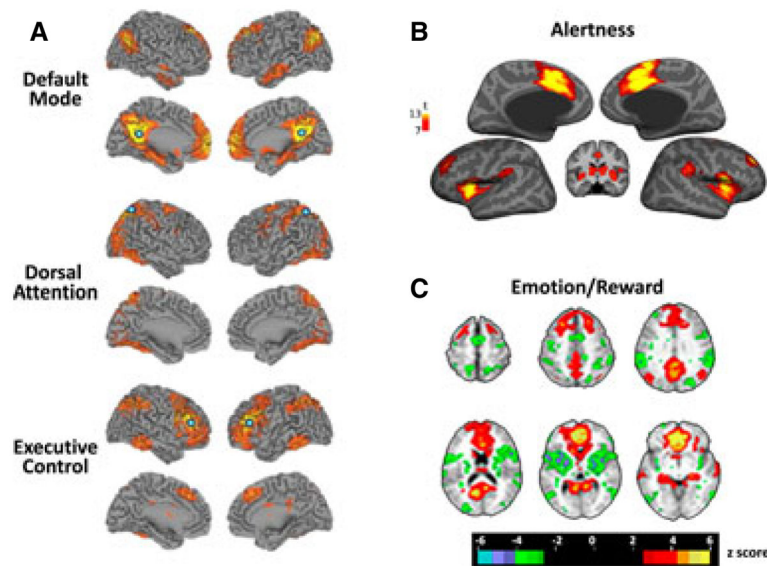 A
Default
Mode
Dorsal
Attention
Executive
Control
B
Alertness
t
13
7
C
Emotion/Reward
-6 -4 -2 0 2 4 6
z score